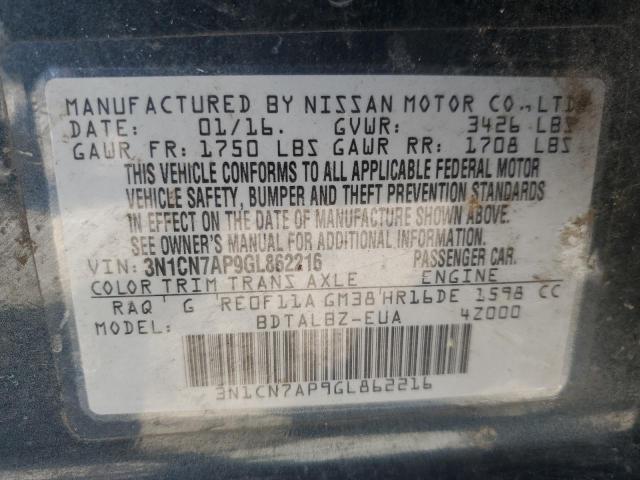 MANUFACTURED BY NISSAN MOTOR CO., LTD
DATE: 01/16. GVWR: 3426 LBS
GAWR FR: 1750 LBS GAWR RR: 1708 LBS
THIS VEHICLE CONFORMS TO ALL APPLICABLE FEDERAL MOTOR
VEHICLE SAFETY, BUMPER AND THEFT PREVENTION STANDARDS
IN EFFECT ON THE DATE OF MANUFACTURE SHOWN ABOVE.
SEE OWNER'S MANUAL FOR ADDITIONAL INFORMATION.
VIN: 3N1CN7AP9GL862216 PASSENGER CAR.
COLOR TRIM TRANS AXLE ENGINE
RAQ G RE0F11A GM38 HR16DE 1598 CC
MODEL: BDTALBZ-EUA 4Z000
3N1CN7AP9GL862216